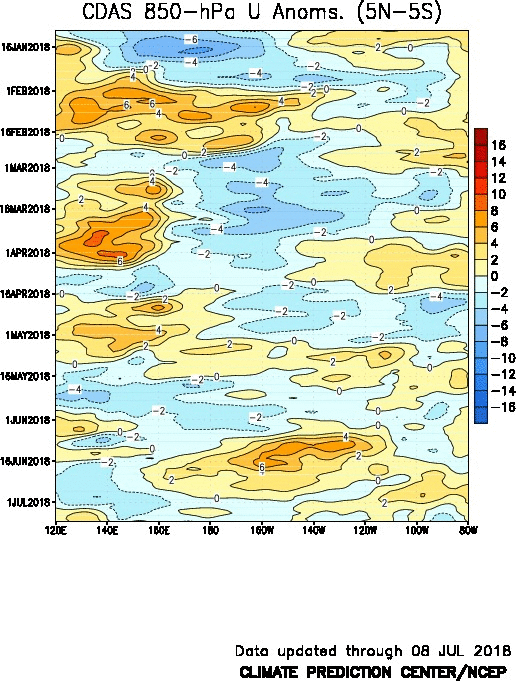 CDAS 850-hPa U Anoms. (5N-5S)
16JAN2018
1FEB2018
16FEB2018
1MAR2018
16MAR2018
1APR2018
16APR2018
1MAY2018
16MAY2018
1JUN2018
16JUN2018
1JUL2018
120E 140E 160E 180 160W 140W 120W 100W 80W
16
14
12
10
8
6
4
2
0
-2
-4
-6
-8
-10
-12
-14
-16
Data updated through 08 JUL 2018
CLIMATE PREDICTION CENTER/NCEP